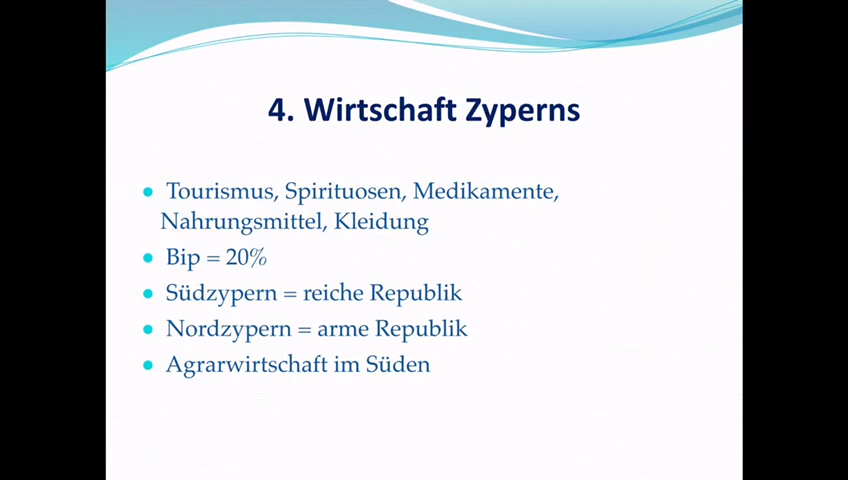 4. Wirtschaft Zyperns
Tourismus, Spirituosen, Medikamente,
Nahrungsmittel, Kleidung
Bip = 20%
Südzypern = reiche Republik
Nordzypern = arme Republik
Agrarwirtschaft im Süden